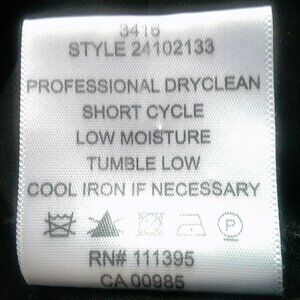 3418
STYLE 24102133
PROFESSIONAL DRYCLEAN
SHORT CYCLE
LOW MOISTURE
TUMBLE LOW
COOL IRON IF NECESSARY
P
RN# 111395
CA 00985